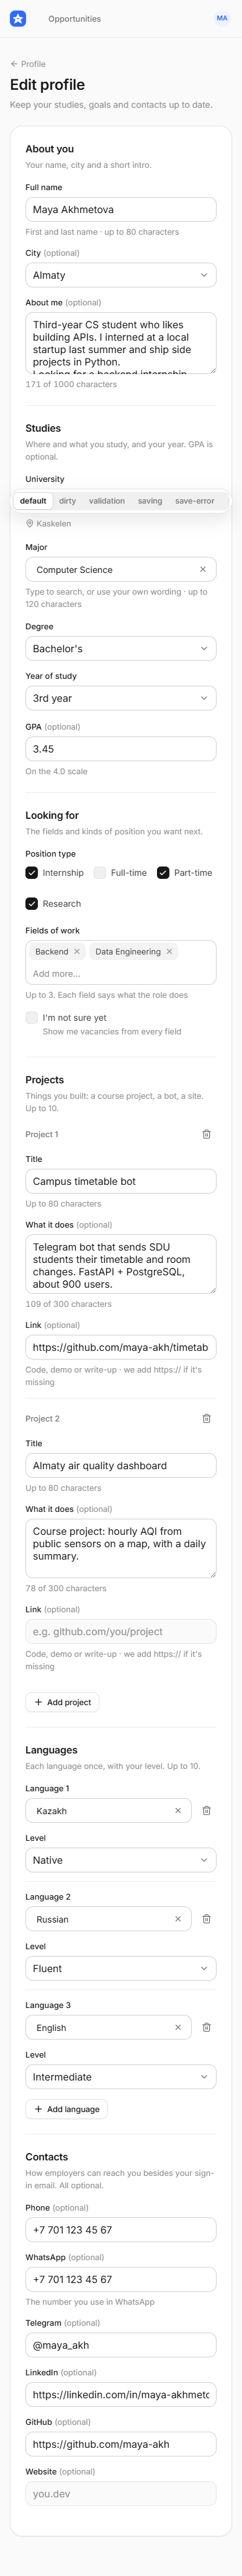 Opportunities
MA
Profile
Edit profile
Keep your studies, goals and contacts up to date.
About you
Your name, city and a short intro.
Full name
Maya Akhmetova
First and last name · up to 80 characters
City (optional)
Almaty
About me (optional)
Third-year CS student who likes
building APIs. I interned at a local
startup last summer and ship side
projects in Python.
Looking for a backend internship
171 of 1000 characters
Studies
Where and what you study, and your year. GPA is
optional.
University
default dirty validation saving save-error
Kaskelen
Major
Computer Science
Type to search, or use your own wording · up to
120 characters
Degree
Bachelor's
Year of study
3rd year
GPA (optional)
3.45
On the 4.0 scale
Looking for
The fields and kinds of position you want next.
Position type
Internship Full-time Part-time
Research
Fields of work
Backend Data Engineering
Add more...
Up to 3. Each field says what the role does
I'm not sure yet
Show me vacancies from every field
Projects
Things you built: a course project, a bot, a site.
Up to 10.
Project 1
Title
Campus timetable bot
Up to 80 characters
What it does (optional)
Telegram bot that sends SDU
students their timetable and room
changes. FastAPI + PostgreSQL,
about 900 users.
109 of 300 characters
Link (optional)
https://github.com/maya-akh/timetab
Code, demo or write-up · we add https:// if it's
missing
Project 2
Title
Almaty air quality dashboard
Up to 80 characters
What it does (optional)
Course project: hourly AQI from
public sensors on a map, with a daily
summary.
78 of 300 characters
Link (optional)
e.g. github.com/you/project
Code, demo or write-up · we add https:// if it's
missing
Add project
Languages
Each language once, with your level. Up to 10.
Language 1
Kazakh
Level
Native
Language 2
Russian
Level
Fluent
Language 3
English
Level
Intermediate
Add language
Contacts
How employers can reach you besides your sign-
in email. All optional.
Phone (optional)
+7 701 123 45 67
WhatsApp (optional)
+7 701 123 45 67
The number you use in WhatsApp
Telegram (optional)
@maya_akh
LinkedIn (optional)
https://linkedin.com/in/maya-akhmeto
GitHub (optional)
https://github.com/maya-akh
Website (optional)
you.dev